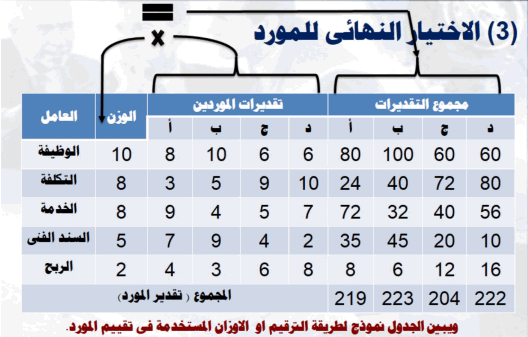 (3) الاختيار النهائى للمورد
=
x
العامل الوزن تقديرات الموردين مجموع التقديرات
أ ب ج د أ ب ج د
الوظيفة 10 8 10 6 6 80 100 60 60
التكلفة 8 3 5 9 10 24 40 72 80
الخدمة 8 9 4 5 7 72 32 40 56
السند الفنى 5 7 9 4 2 35 45 20 10
الربح 2 4 3 6 8 8 6 12 16
المجموع ( تقدير المورد) 219 223 204 222
ويبين الجدول نموذج لطريقة الترقيم او الاوزان المستخدمة فى تقييم المورد.